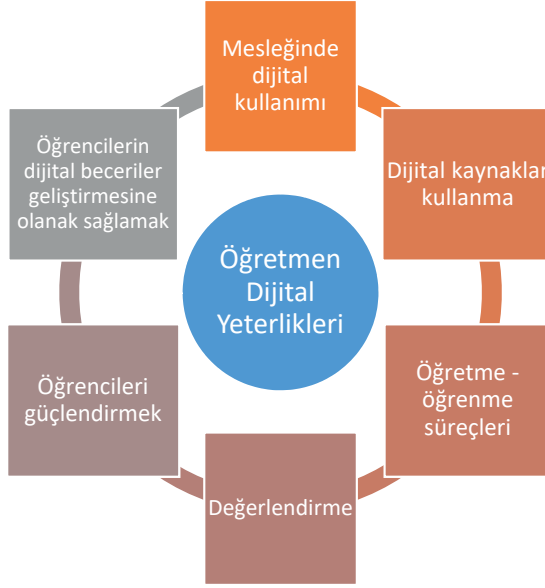 Mesleğinde
dijital
kullanımı
Dijital kaynaklar
kullanma
Öğretme -
öğrenme
süreçleri
Değerlendirme
Öğrencileri
güçlendirmek
Öğrencilerin
dijital beceriler
geliştirmesine
olanak sağlamak
Öğretmen
Dijital
Yeterlikleri